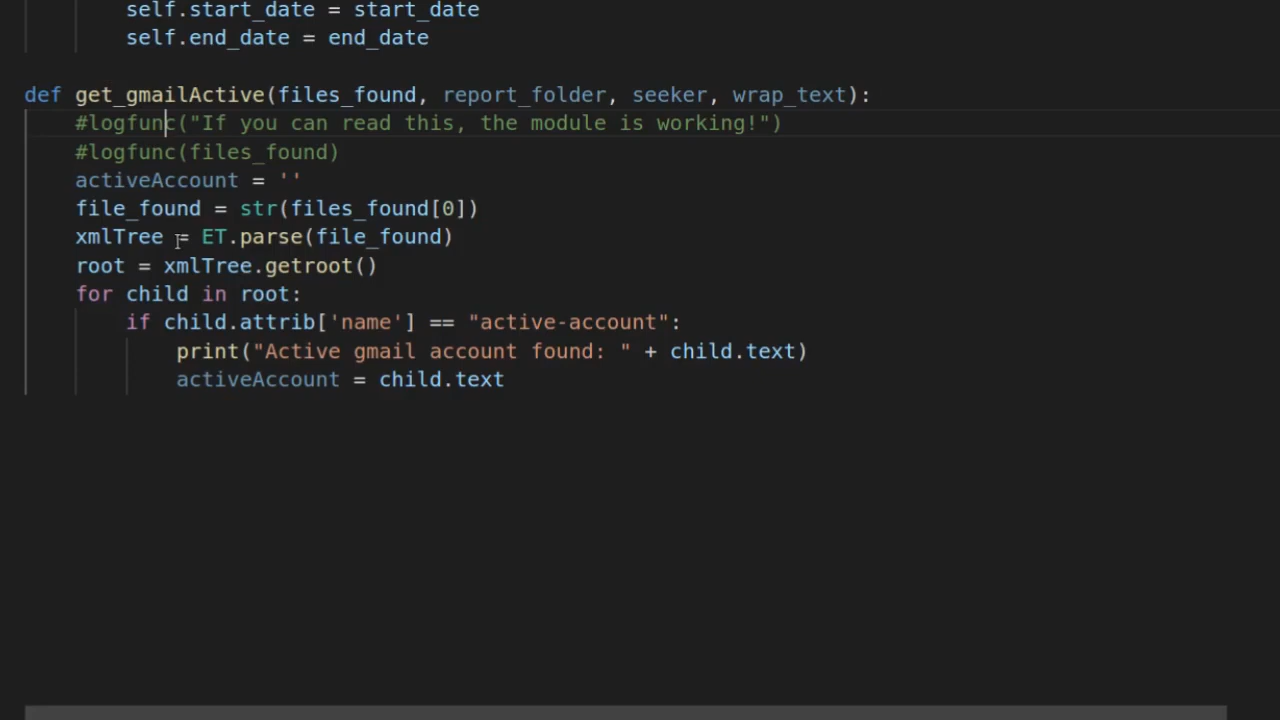 self.start_date = start_date
self.end_date = end_date
def get_gmailActive(files_found, report_folder, seeker, wrap_text):
#logfunc("If you can read this, the module is working!")
#logfunc(files_found)
activeAccount = ''
file_found = str(files_found[0])
xmlTree = ET.parse(file_found)
root = xmlTree.getroot()
for child in root:
if child.attrib['name'] == "active-account":
print("Active gmail account found: " + child.text)
activeAccount = child.text